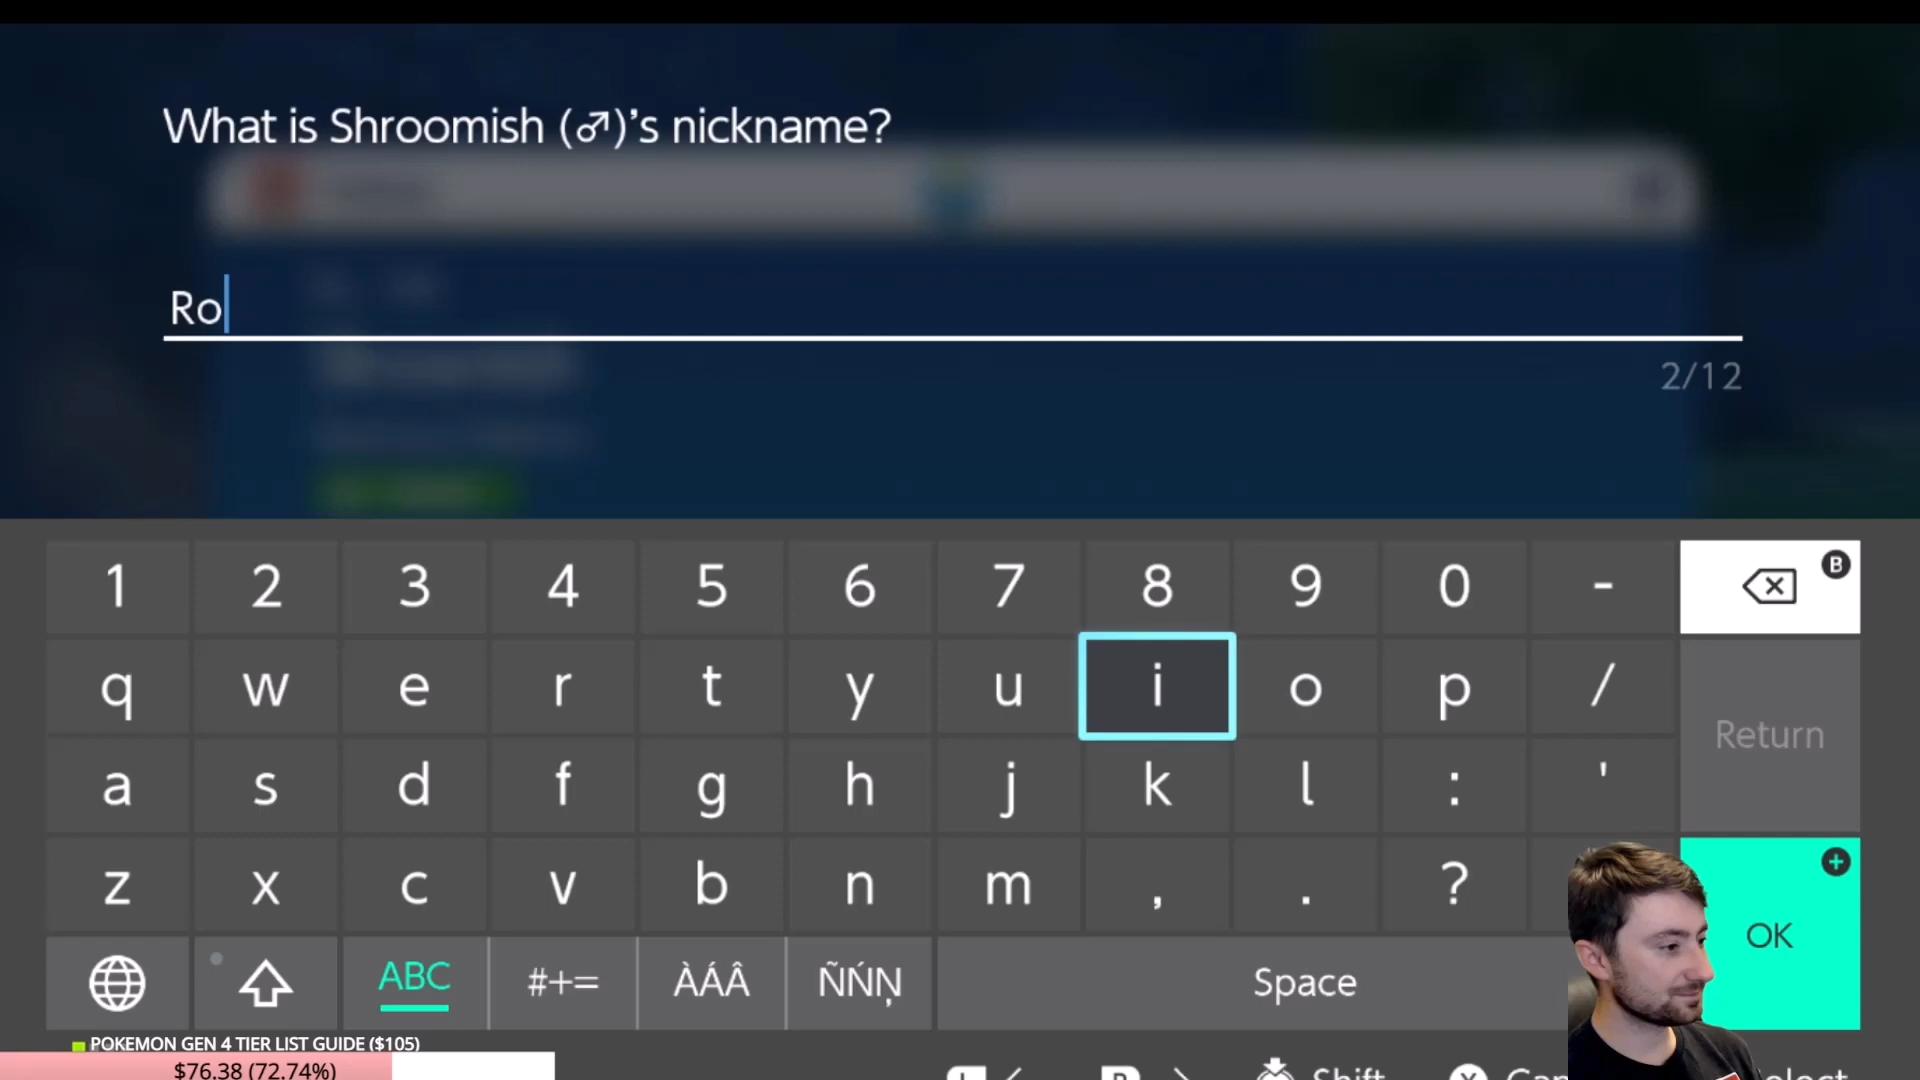 What is Shroomish (♂)'s nickname?
Ro
2/12
1 2 3 4 5 6 7 8 9 0 - B
q w e r t y u i o p /
Return
a s d f g h j k l : '
z x c v b n m , . ? +
OK
ABC #+= ÀÁÂ ÑŃŅ Space
POKEMON GEN 4 TIER LIST GUIDE ($105)
$76.38 (72.74%)
Shift